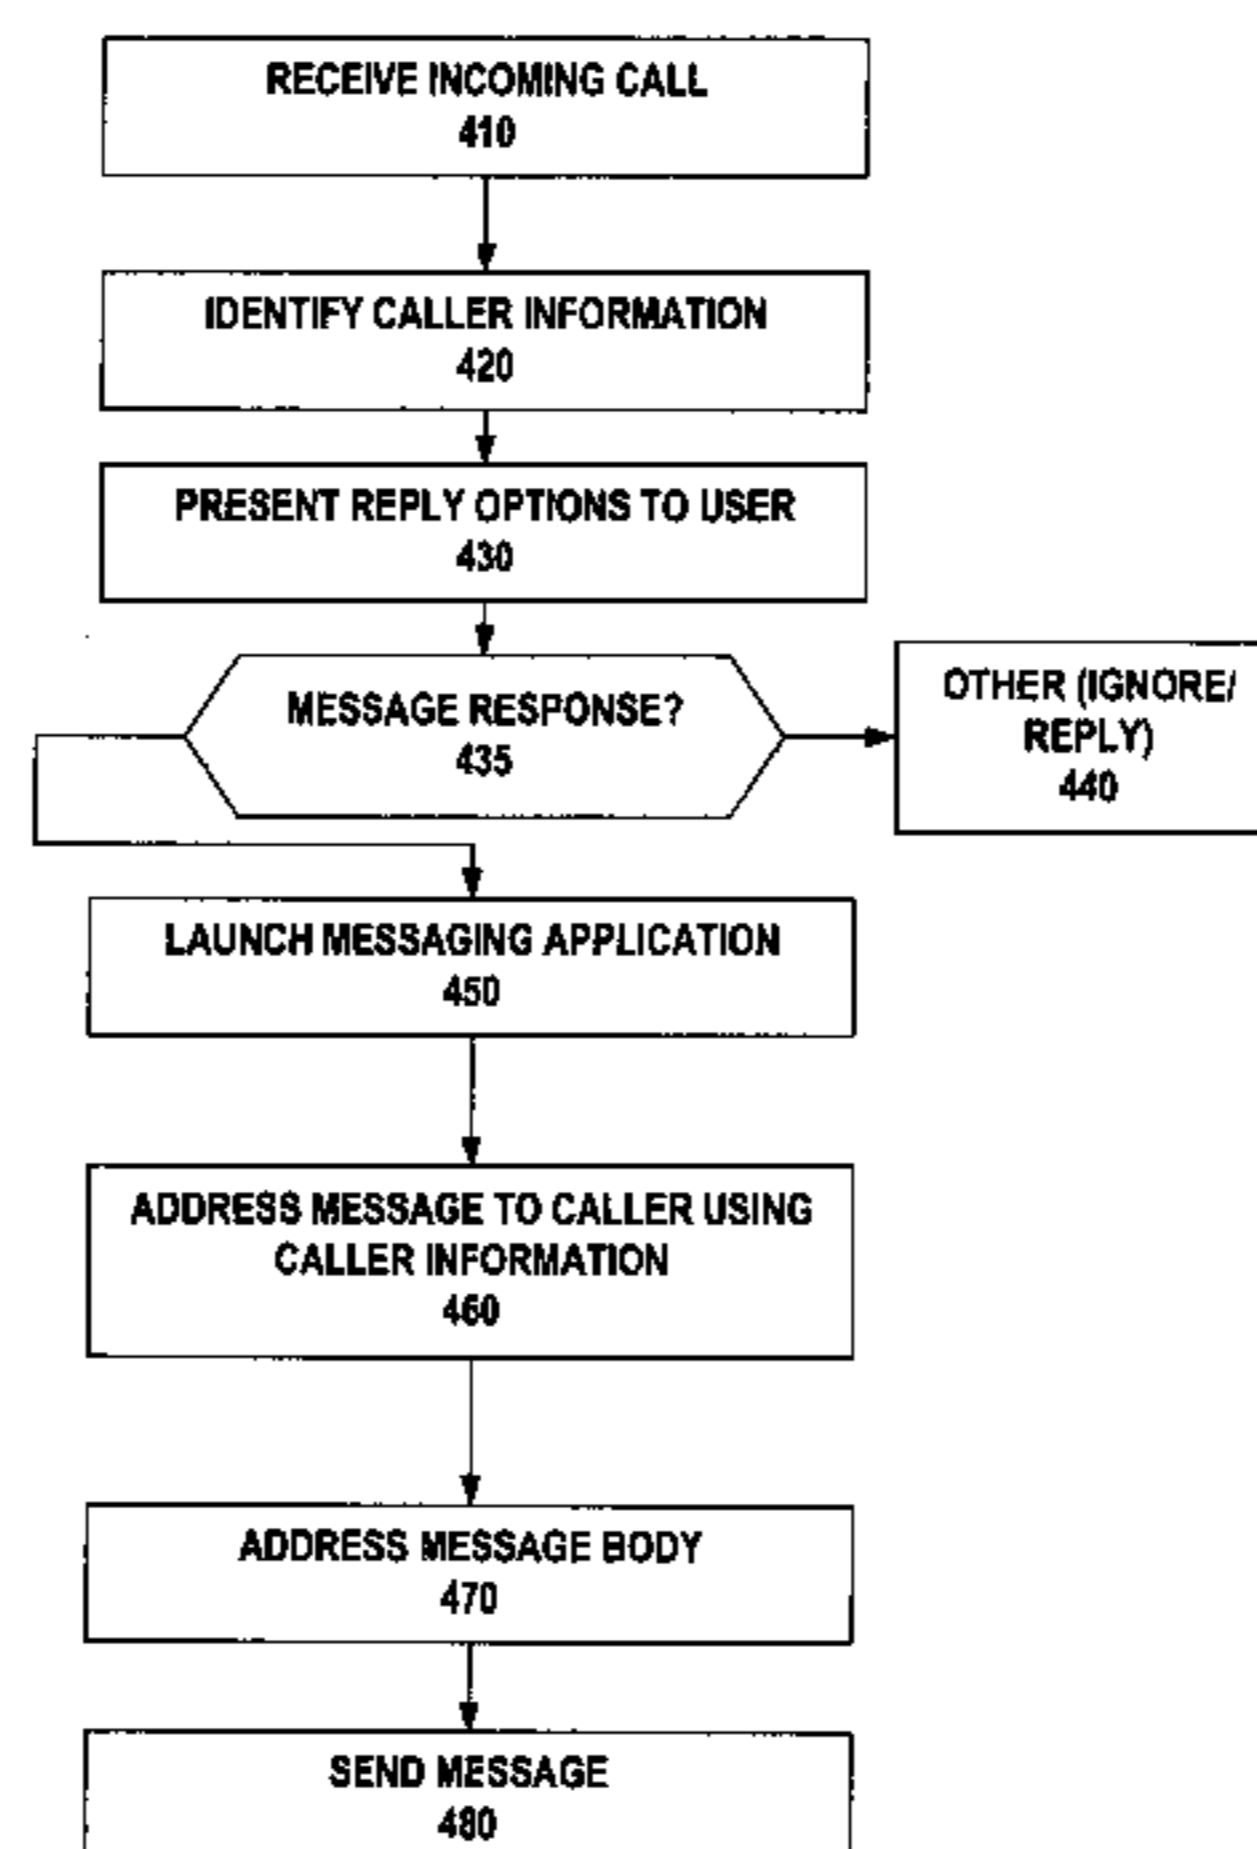 RECEIVE INCOMING CALL
410
IDENTIFY CALLER INFORMATION
420
PRESENT REPLY OPTIONS TO USER
430
MESSAGE RESPONSE?
435
OTHER (IGNORE/
REPLY)
440
LAUNCH MESSAGING APPLICATION
450
ADDRESS MESSAGE TO CALLER USING
CALLER INFORMATION
460
ADDRESS MESSAGE BODY
470
SEND MESSAGE
480